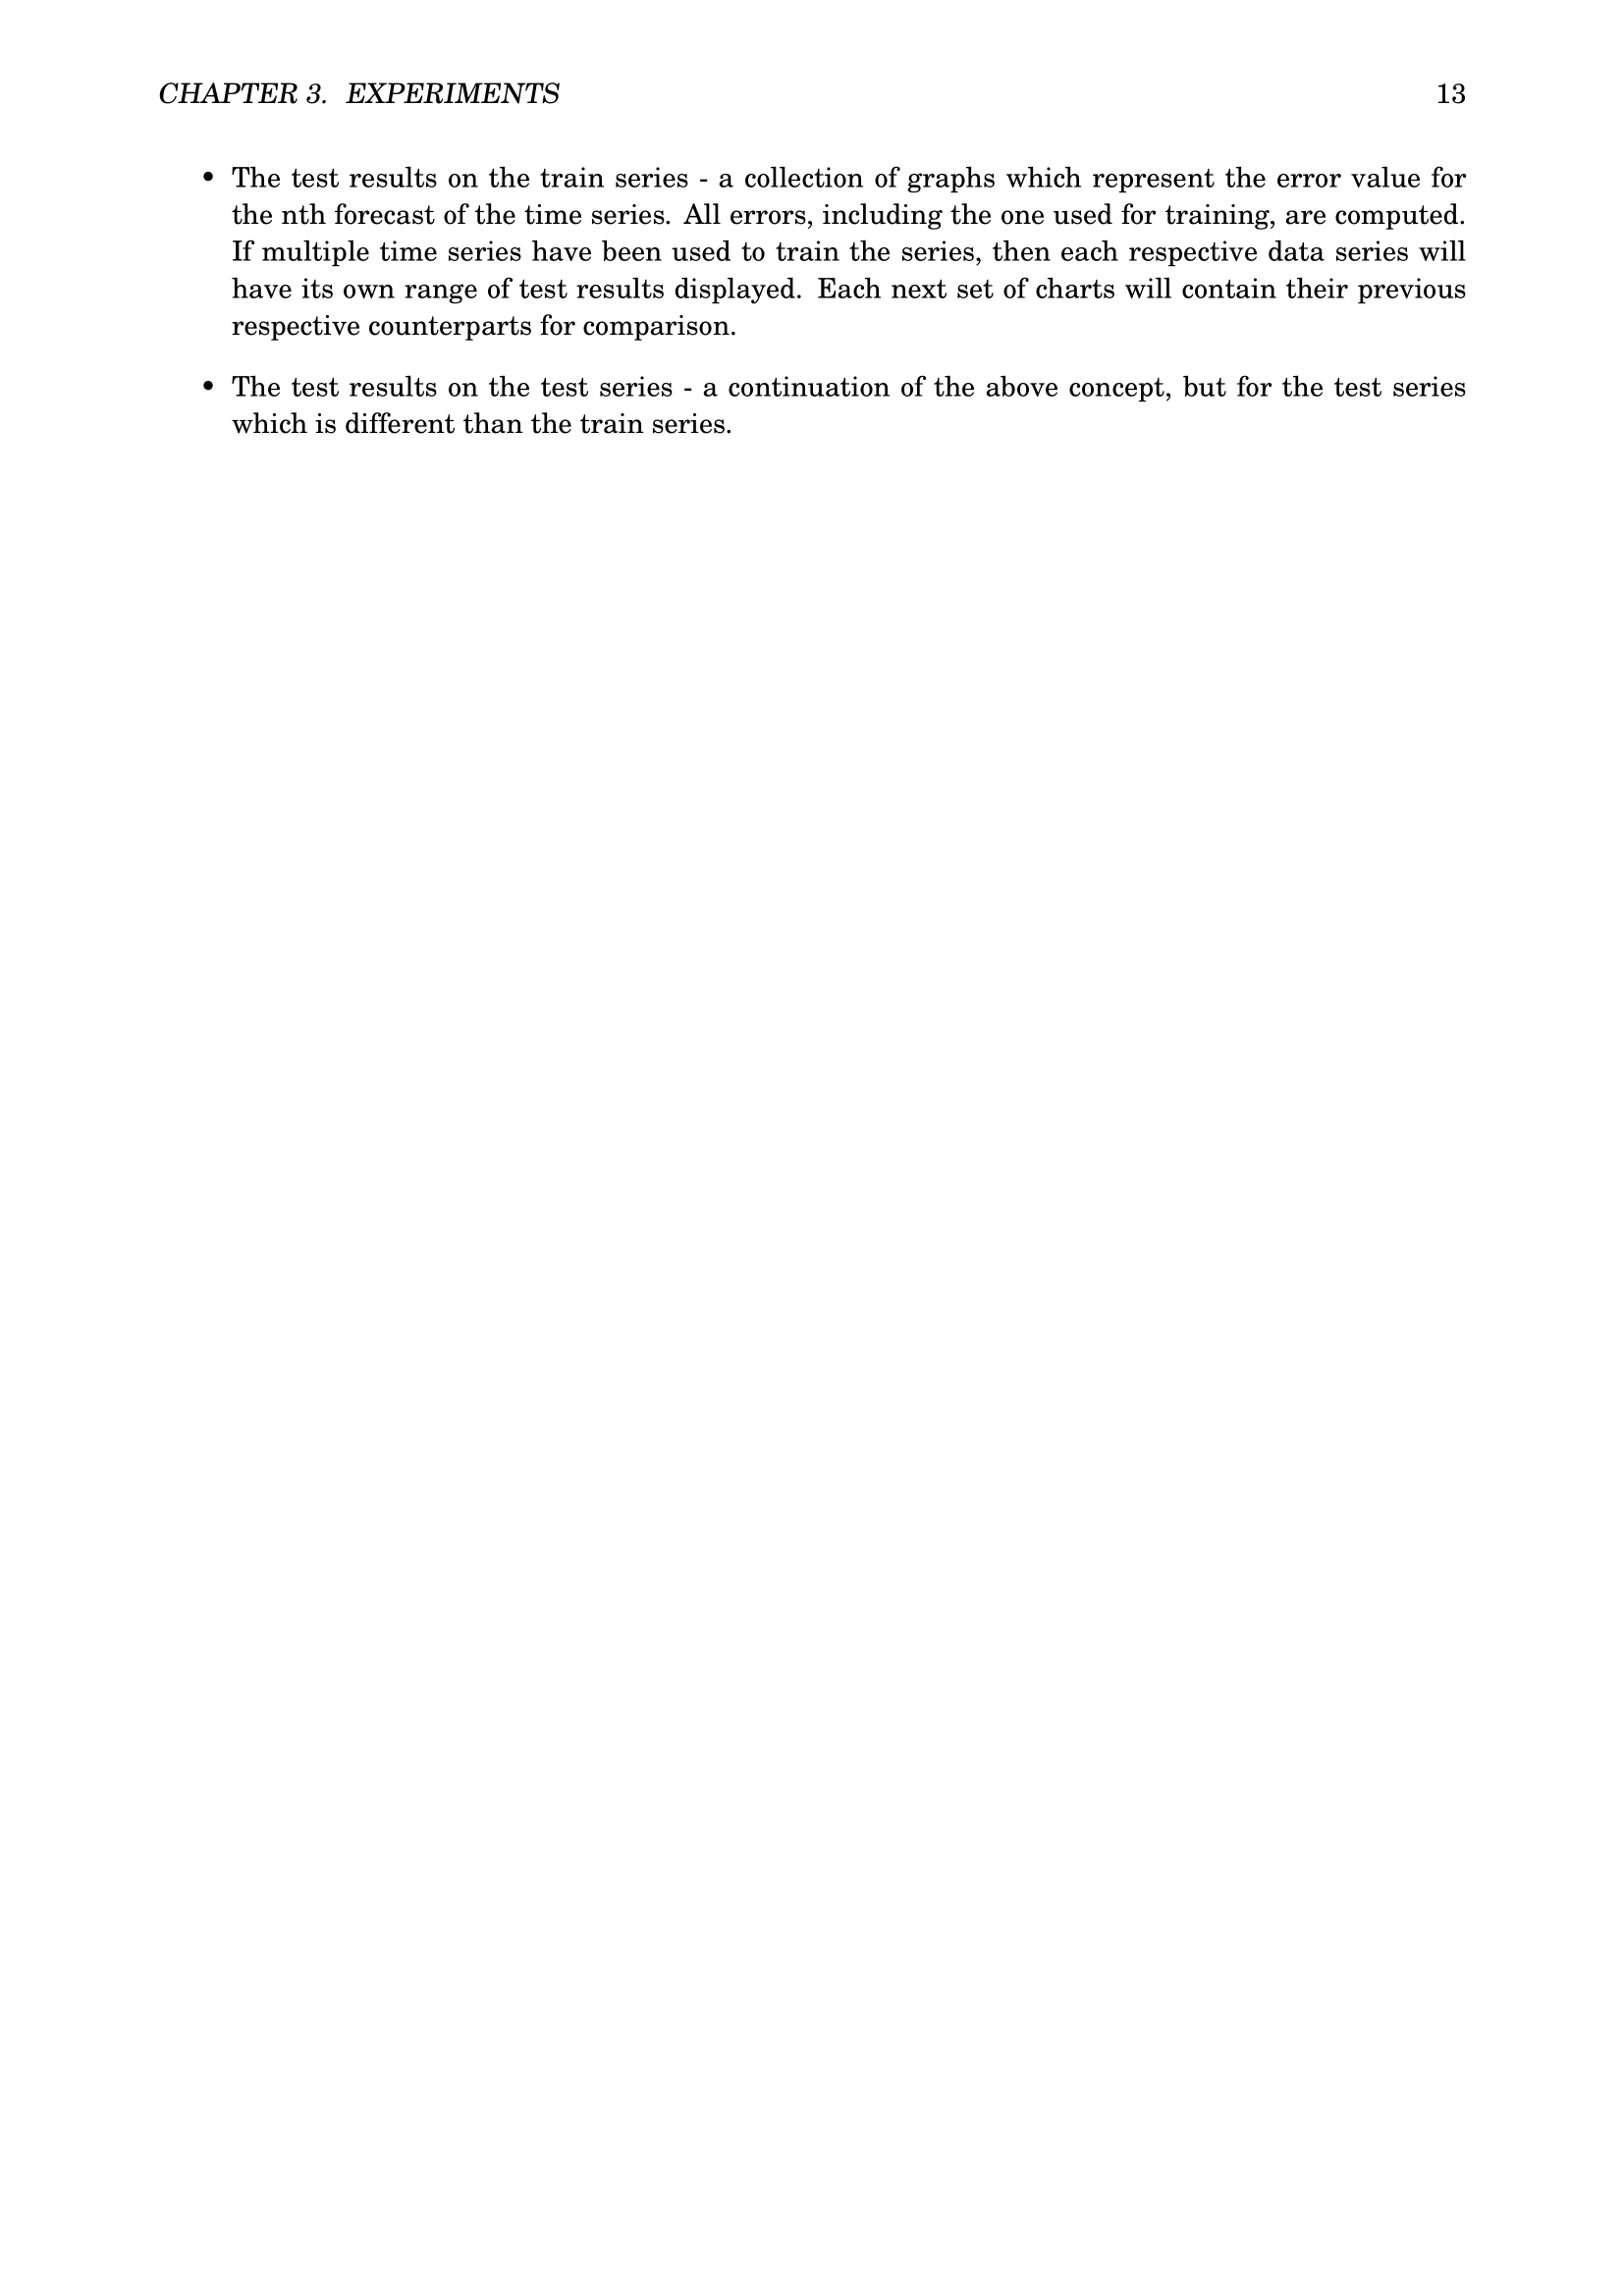 CHAPTER 3. EXPERIMENTS 13
• The test results on the train series - a collection of graphs which represent the error value for
the nth forecast of the time series. All errors, including the one used for training, are computed.
If multiple time series have been used to train the series, then each respective data series will
have its own range of test results displayed. Each next set of charts will contain their previous
respective counterparts for comparison.
• The test results on the test series - a continuation of the above concept, but for the test series
which is different than the train series.